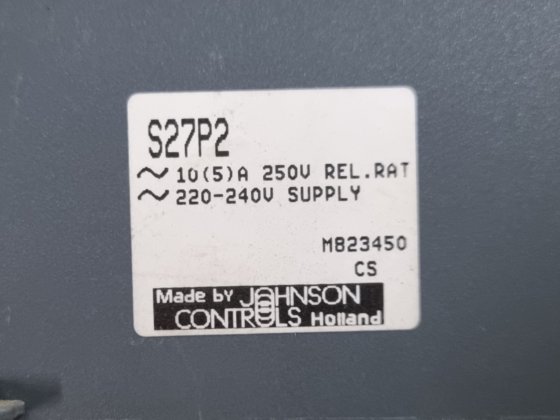 S27P2
~ 10(5)A 250V REL.RAT
~ 220-240V SUPPLY
M823450
CS
Made by JOHNSON
CONTROLS Holland